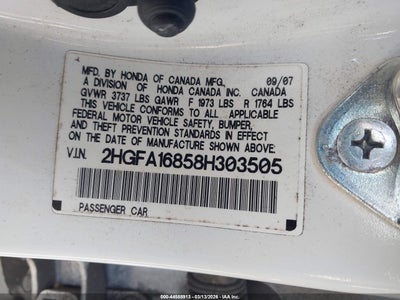 MFD. BY HONDA OF CANADA MFG. 09/07
A DIVISION OF HONDA CANADA INC. CANADA
GVWR 3737 LBS GAWR F 1973 LBS R 1764 LBS
THIS VEHICLE CONFORMS TO ALL APPLICABLE
FEDERAL MOTOR VEHICLE SAFETY, BUMPER,
AND THEFT PREVENTION STANDARDS IN EFFECT
ON THE DATE OF MANUFACTURE SHOWN ABOVE.
V.I.N. 2HGFA16858H303505
PASSENGER CAR
000-44588913 - 03/13/2026 - IAA, LLC